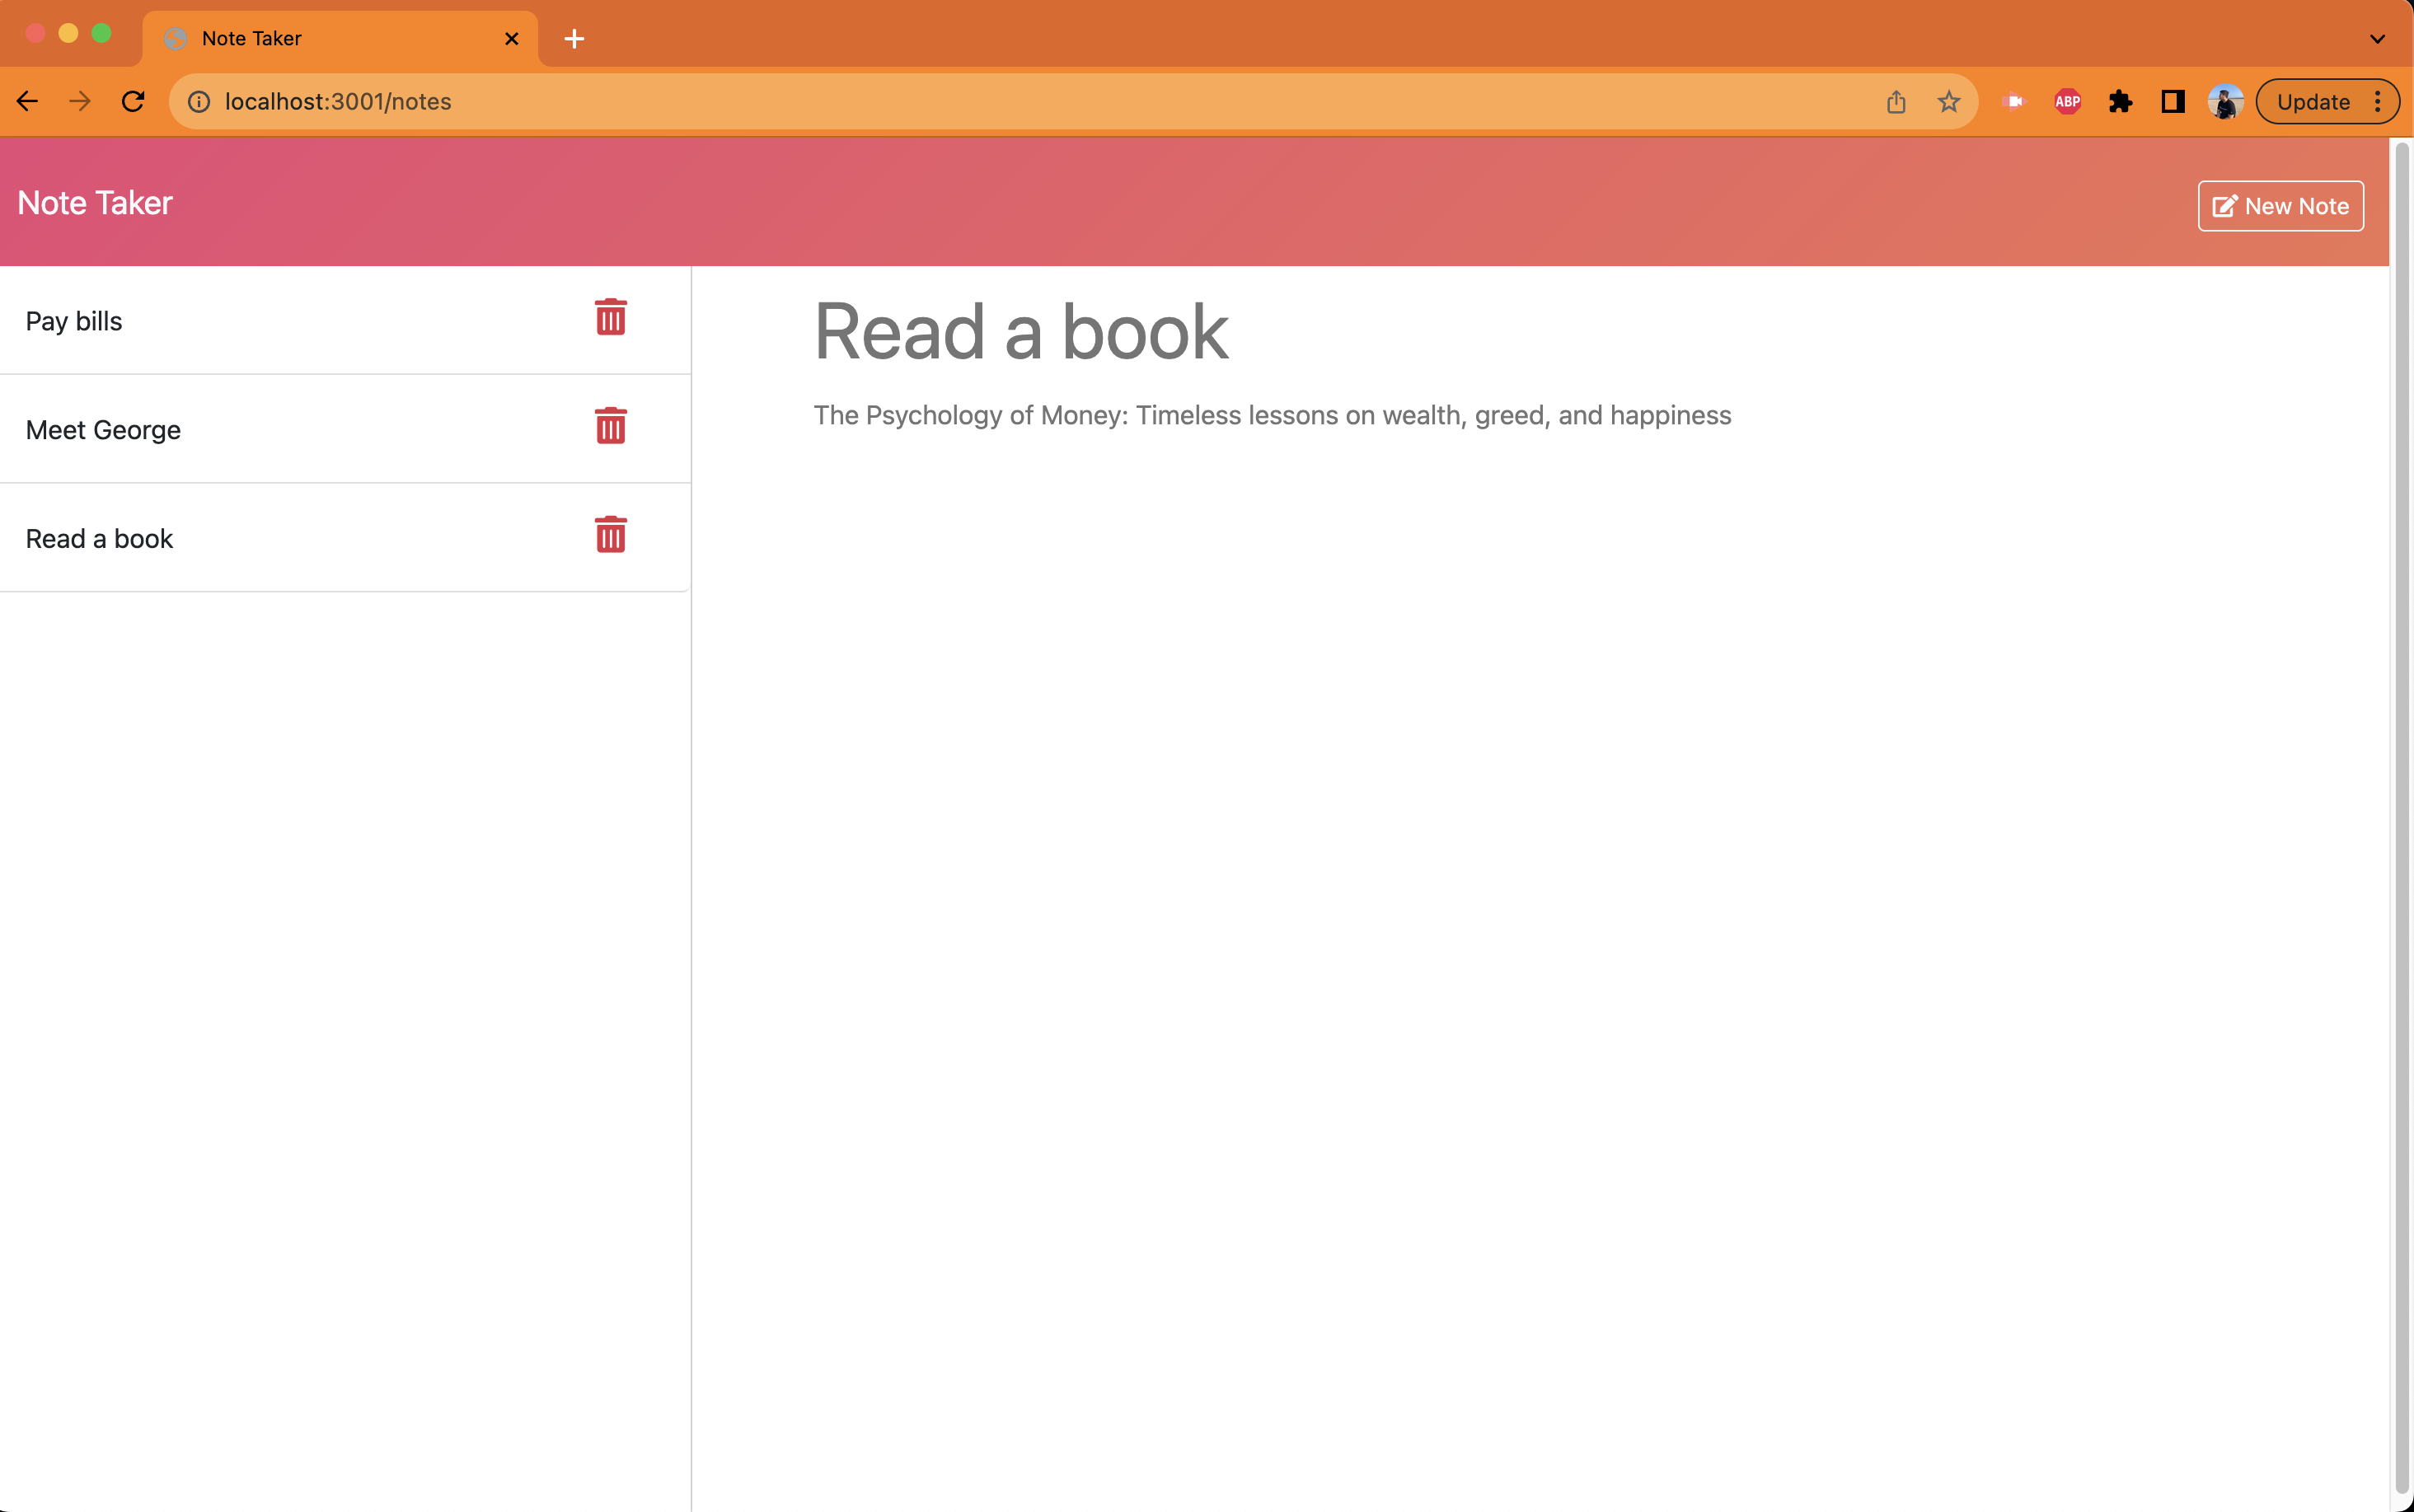 Note Taker
localhost:3001/notes
ABP
Update
Note Taker
New Note
Pay bills
Meet George
Read a book
Read a book
The Psychology of Money: Timeless lessons on wealth, greed, and happiness